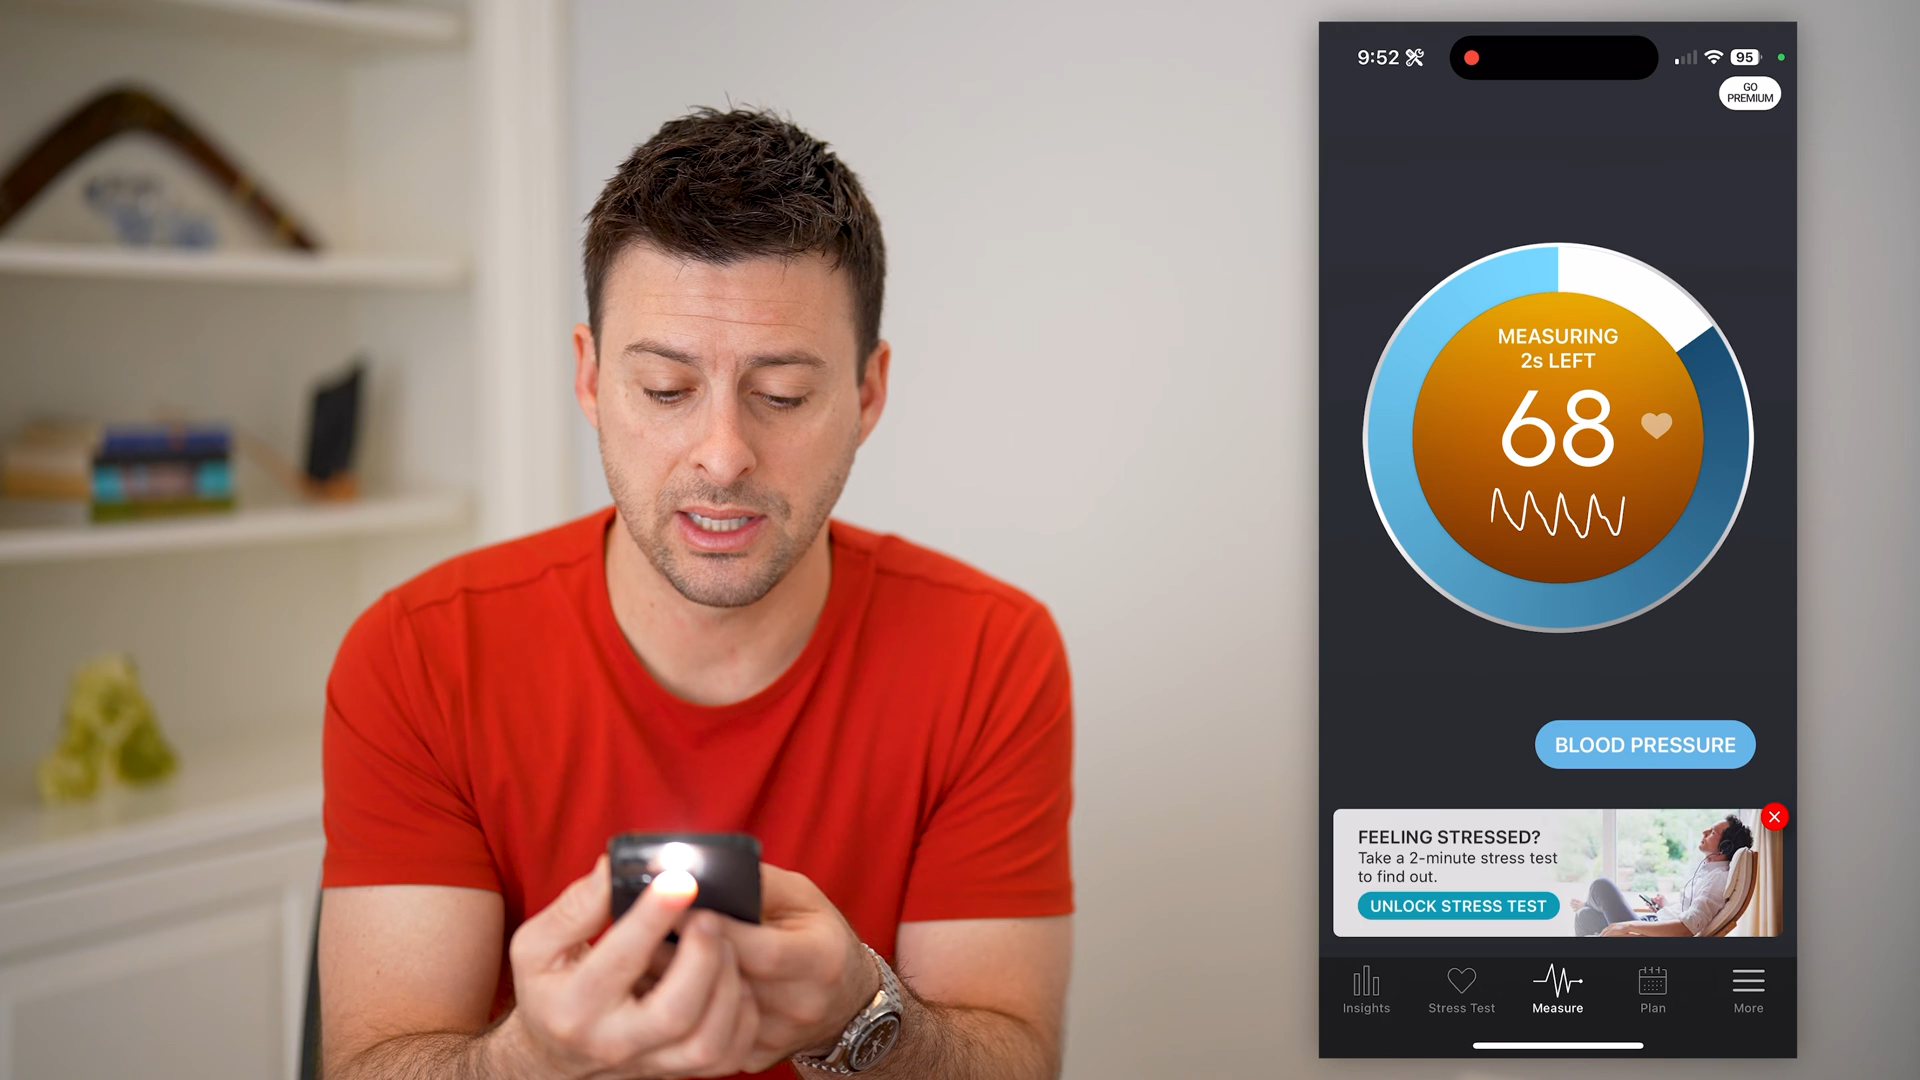 9:52
95
GO
PREMIUM
MEASURING
2s LEFT
68
BLOOD PRESSURE
FEELING STRESSED?
Take a 2-minute stress test
to find out.
UNLOCK STRESS TEST
Insights
Stress Test
Measure
Plan
More